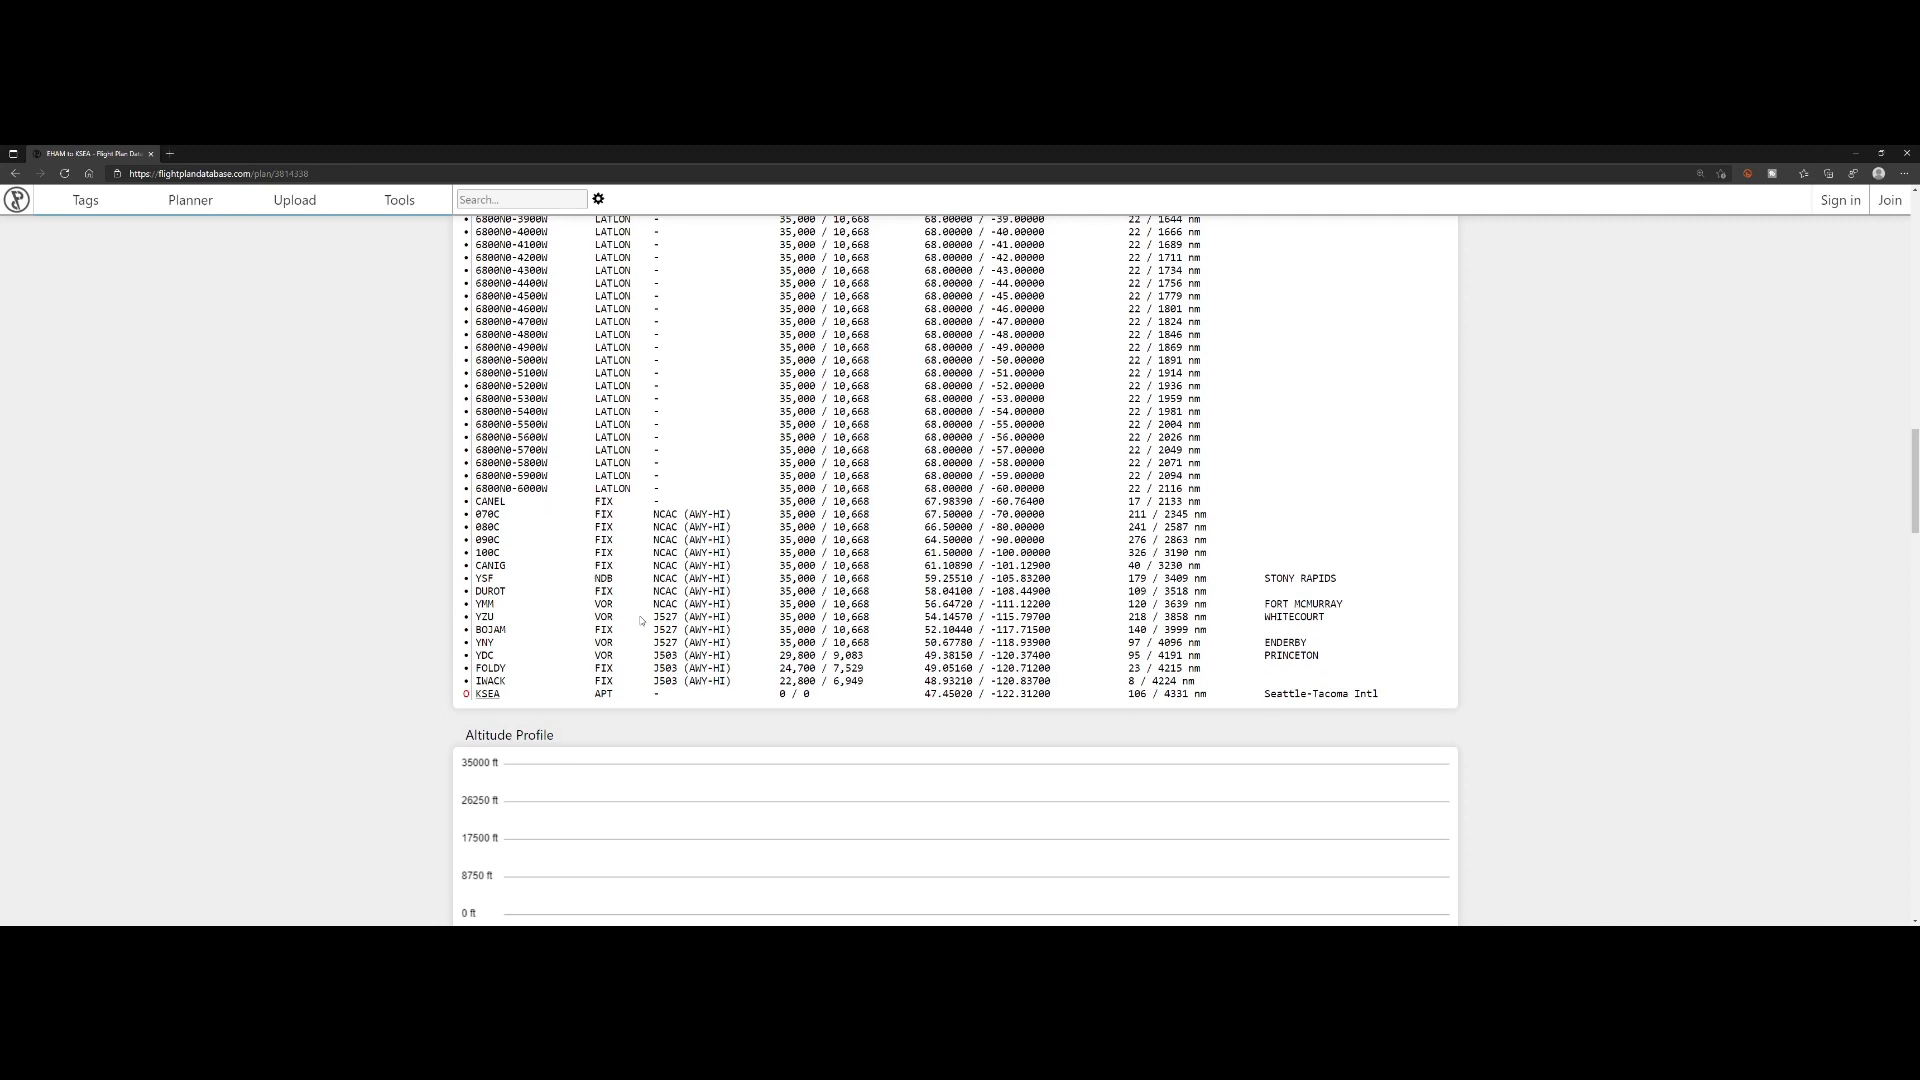 EHAM to KSEA - Flight Plan Dat
https://flightplandatabase.com/plan/3814338
Tags Planner Upload Tools Search... Sign in Join
• 6800N0-3900W LATLON - 35,000 / 10,668 68.00000 / -39.00000 22 / 1644 nm
• 6800N0-4000W LATLON - 35,000 / 10,668 68.00000 / -40.00000 22 / 1666 nm
• 6800N0-4100W LATLON - 35,000 / 10,668 68.00000 / -41.00000 22 / 1689 nm
• 6800N0-4200W LATLON - 35,000 / 10,668 68.00000 / -42.00000 22 / 1711 nm
• 6800N0-4300W LATLON - 35,000 / 10,668 68.00000 / -43.00000 22 / 1734 nm
• 6800N0-4400W LATLON - 35,000 / 10,668 68.00000 / -44.00000 22 / 1756 nm
• 6800N0-4500W LATLON - 35,000 / 10,668 68.00000 / -45.00000 22 / 1779 nm
• 6800N0-4600W LATLON - 35,000 / 10,668 68.00000 / -46.00000 22 / 1801 nm
• 6800N0-4700W LATLON - 35,000 / 10,668 68.00000 / -47.00000 22 / 1824 nm
• 6800N0-4800W LATLON - 35,000 / 10,668 68.00000 / -48.00000 22 / 1846 nm
• 6800N0-4900W LATLON - 35,000 / 10,668 68.00000 / -49.00000 22 / 1869 nm
• 6800N0-5000W LATLON - 35,000 / 10,668 68.00000 / -50.00000 22 / 1891 nm
• 6800N0-5100W LATLON - 35,000 / 10,668 68.00000 / -51.00000 22 / 1914 nm
• 6800N0-5200W LATLON - 35,000 / 10,668 68.00000 / -52.00000 22 / 1936 nm
• 6800N0-5300W LATLON - 35,000 / 10,668 68.00000 / -53.00000 22 / 1959 nm
• 6800N0-5400W LATLON - 35,000 / 10,668 68.00000 / -54.00000 22 / 1981 nm
• 6800N0-5500W LATLON - 35,000 / 10,668 68.00000 / -55.00000 22 / 2004 nm
• 6800N0-5600W LATLON - 35,000 / 10,668 68.00000 / -56.00000 22 / 2026 nm
• 6800N0-5700W LATLON - 35,000 / 10,668 68.00000 / -57.00000 22 / 2049 nm
• 6800N0-5800W LATLON - 35,000 / 10,668 68.00000 / -58.00000 22 / 2071 nm
• 6800N0-5900W LATLON - 35,000 / 10,668 68.00000 / -59.00000 22 / 2094 nm
• 6800N0-6000W LATLON - 35,000 / 10,668 68.00000 / -60.00000 22 / 2116 nm
• CANEL FIX - 35,000 / 10,668 67.98390 / -60.76400 17 / 2133 nm
• 070C FIX NCAC (AWY-HI) 35,000 / 10,668 67.50000 / -70.00000 211 / 2345 nm
• 080C FIX NCAC (AWY-HI) 35,000 / 10,668 66.50000 / -80.00000 241 / 2587 nm
• 090C FIX NCAC (AWY-HI) 35,000 / 10,668 64.50000 / -90.00000 276 / 2863 nm
• 100C FIX NCAC (AWY-HI) 35,000 / 10,668 61.50000 / -100.00000 326 / 3190 nm
• CANIG FIX NCAC (AWY-HI) 35,000 / 10,668 61.10890 / -101.12900 40 / 3230 nm
• YSF NDB NCAC (AWY-HI) 35,000 / 10,668 59.25510 / -105.83200 179 / 3409 nm STONY RAPIDS
• DUROT FIX NCAC (AWY-HI) 35,000 / 10,668 58.04100 / -108.44900 109 / 3518 nm
• YMM VOR NCAC (AWY-HI) 35,000 / 10,668 56.64720 / -111.12200 120 / 3639 nm FORT MCMURRAY
• YZU VOR J527 (AWY-HI) 35,000 / 10,668 54.14570 / -115.79700 218 / 3858 nm WHITECOURT
• BOJAM FIX J527 (AWY-HI) 35,000 / 10,668 52.10440 / -117.71500 140 / 3999 nm
• YNY VOR J527 (AWY-HI) 35,000 / 10,668 50.67780 / -118.93900 97 / 4096 nm ENDERBY
• YDC VOR J503 (AWY-HI) 29,800 / 9,083 49.38150 / -120.37400 95 / 4191 nm PRINCETON
• FOLDY FIX J503 (AWY-HI) 24,700 / 7,529 49.05160 / -120.71200 23 / 4215 nm
• IWACK FIX J503 (AWY-HI) 22,800 / 6,949 48.93210 / -120.83700 8 / 4224 nm
O KSEA APT - 0 / 0 47.45020 / -122.31200 106 / 4331 nm Seattle-Tacoma Intl
Altitude Profile
35000 ft
26250 ft
17500 ft
8750 ft
0 ft